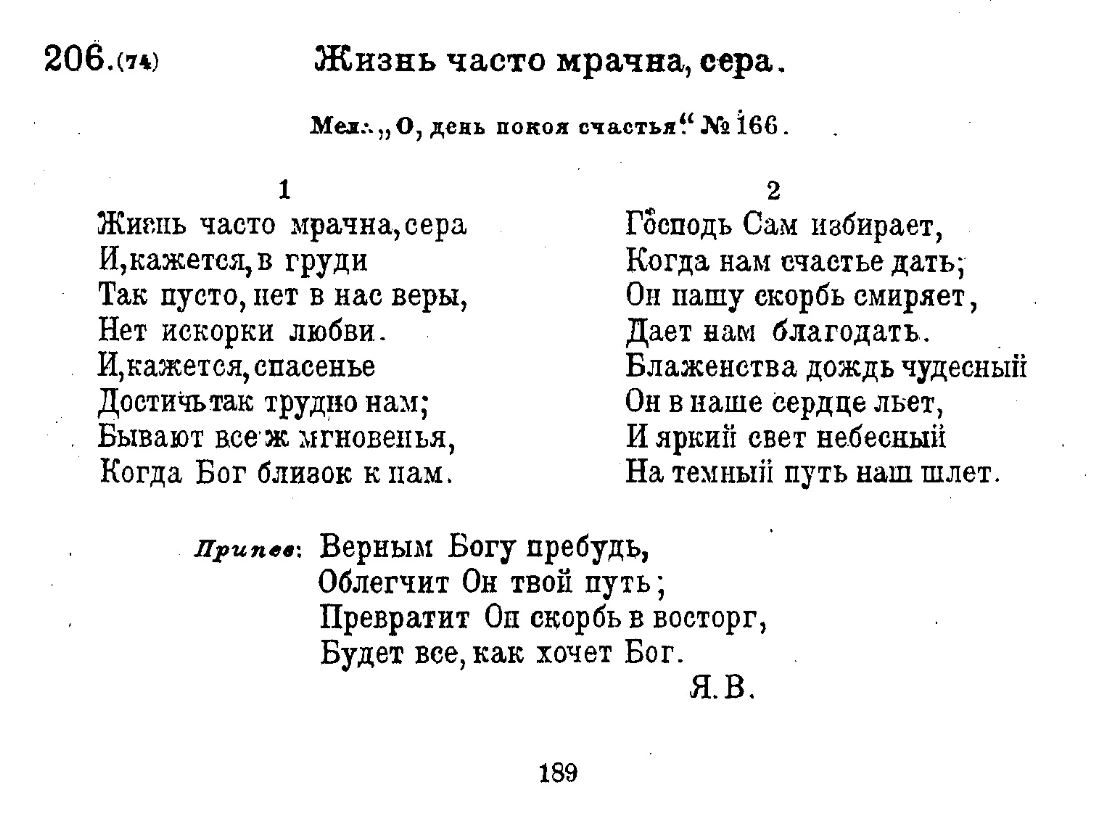 206.(74) Жизнь часто мрачна, сера.
Мел.: „О, день покоя счастья“. № 166.
1
Жизнь часто мрачна, сера
И, кажется, в груди
Так пусто, нет в нас веры,
Нет искорки любви.
И, кажется, спасенье
Достичь так трудно нам;
Бывают все ж мгновенья,
Когда Бог близок к нам.
2
Господь Сам избирает,
Когда нам счастье дать;
Он нашу скорбь смиряет,
Дает нам благодать.
Блаженства дождь чудесный
Он в наше сердце льет,
И яркий свет небесный
На темный путь наш шлет.
Припев: Верным Богу пребудь,
Облегчит Он твой путь;
Превратит Он скорбь в восторг,
Будет все, как хочет Бог.
Я. В.
189